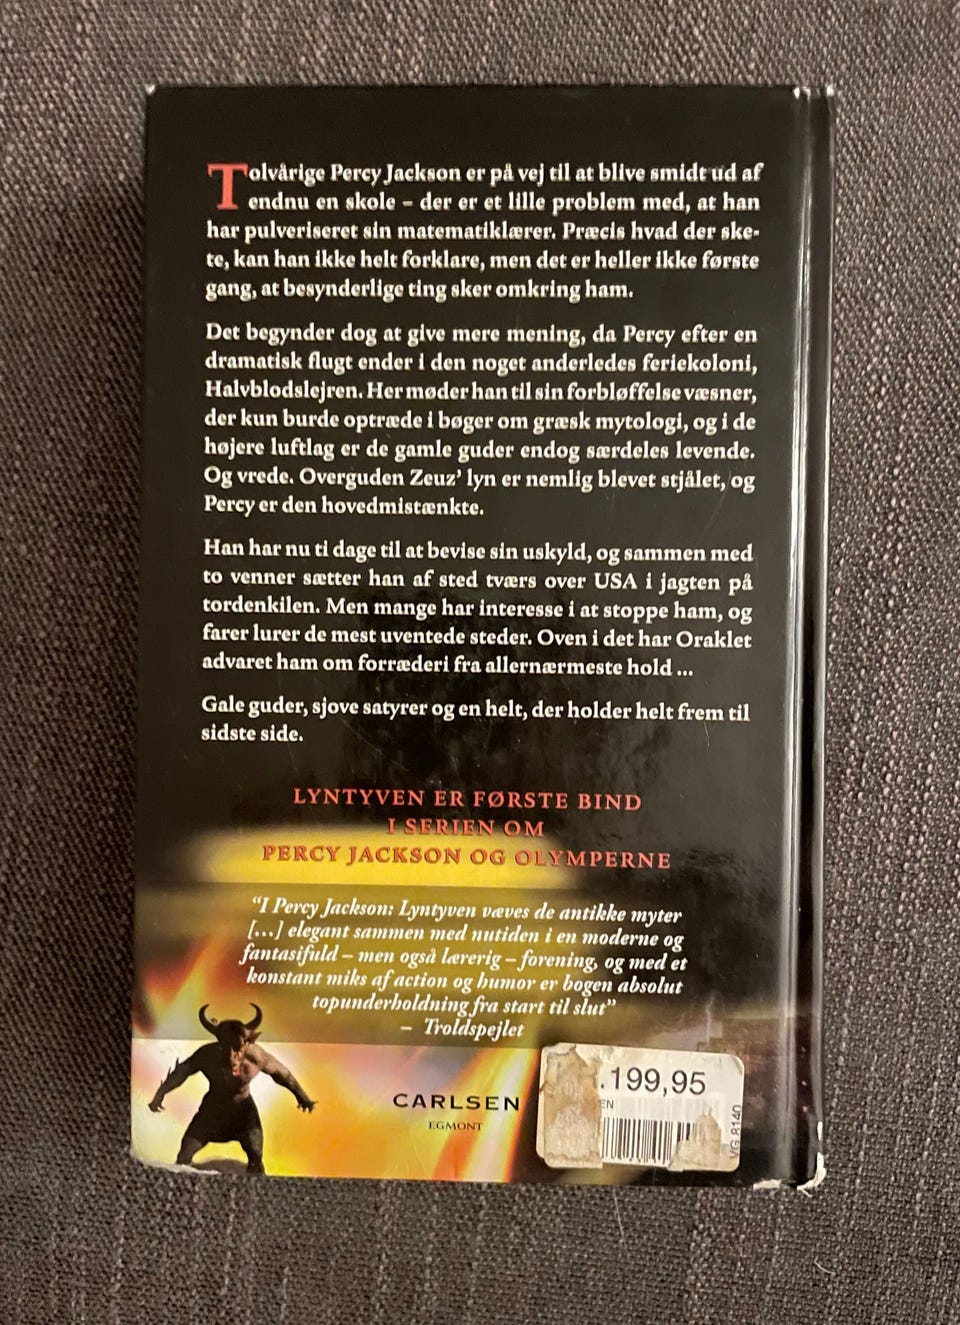 Tolvårige Percy Jackson er på vej til at blive smidt ud af
endnu en skole – der er et lille problem med, at han
har pulveriseret sin matematiklærer. Præcis hvad der ske-
te, kan han ikke helt forklare, men det er heller ikke første
gang, at besynderlige ting sker omkring ham.
Det begynder dog at give mere mening, da Percy efter en
dramatisk flugt ender i den noget anderledes feriekoloni,
Halvblodslejren. Her møder han til sin forbløffelse væsner,
der kun burde optræde i bøger om græsk mytologi, og i de
højere luftlag er de gamle guder endog særdeles levende.
Og vrede. Overguden Zeuz’ lyn er nemlig blevet stjålet, og
Percy er den hovedmistænkte.
Han har nu ti dage til at bevise sin uskyld, og sammen med
to venner sætter han af sted tværs over USA i jagten på
tordenkilen. Men mange har interesse i at stoppe ham, og
farer lurer de mest uventede steder. Oven i det har Oraklet
advaret ham om forræderi fra allernærmeste hold ...
Gale guder, sjove satyrer og en helt, der holder helt frem til
sidste side.
LYNTYVEN ER FØRSTE BIND
I SERIEN OM
PERCY JACKSON OG OLYMPERNE
“I Percy Jackson: Lyntyven væves de antikke myter
[...] elegant sammen med nutiden i en moderne og
fantasifuld – men også lærerig – forening, og med et
konstant miks af action og humor er bogen absolut
topunderholdning fra start til slut”
– Troldspejlet
CARLSEN
EGMONT
.199,95
EN
VG 8140